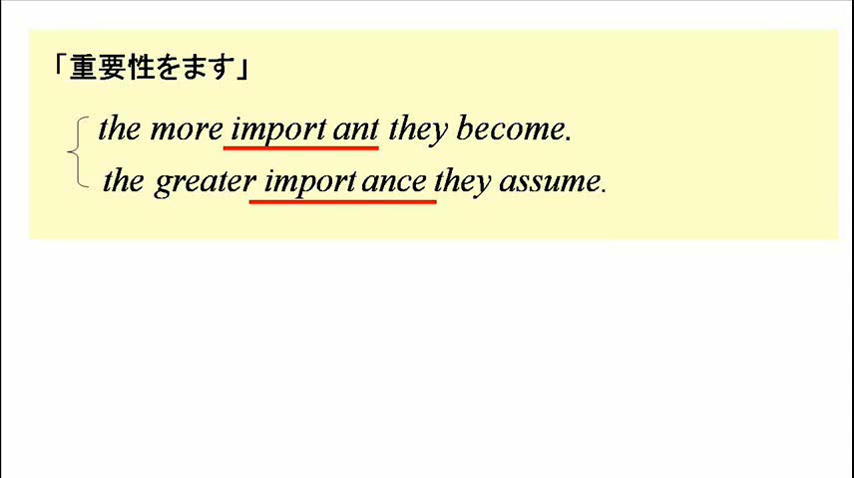 「重要性をます」
the more important they become.
the greater importance they assume.